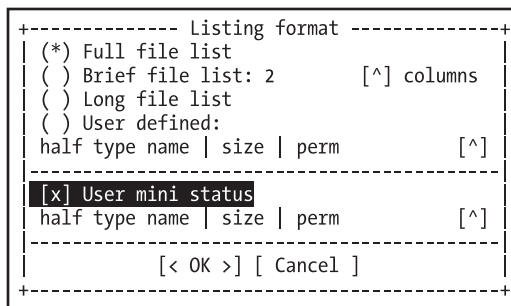 +-------------- Listing format --------------+
(*) Full file list
( ) Brief file list: 2 [^] columns
( ) Long file list
( ) User defined:
half type name | size | perm [^]
[x] User mini status
half type name | size | perm [^]
[< OK >] [ Cancel ]